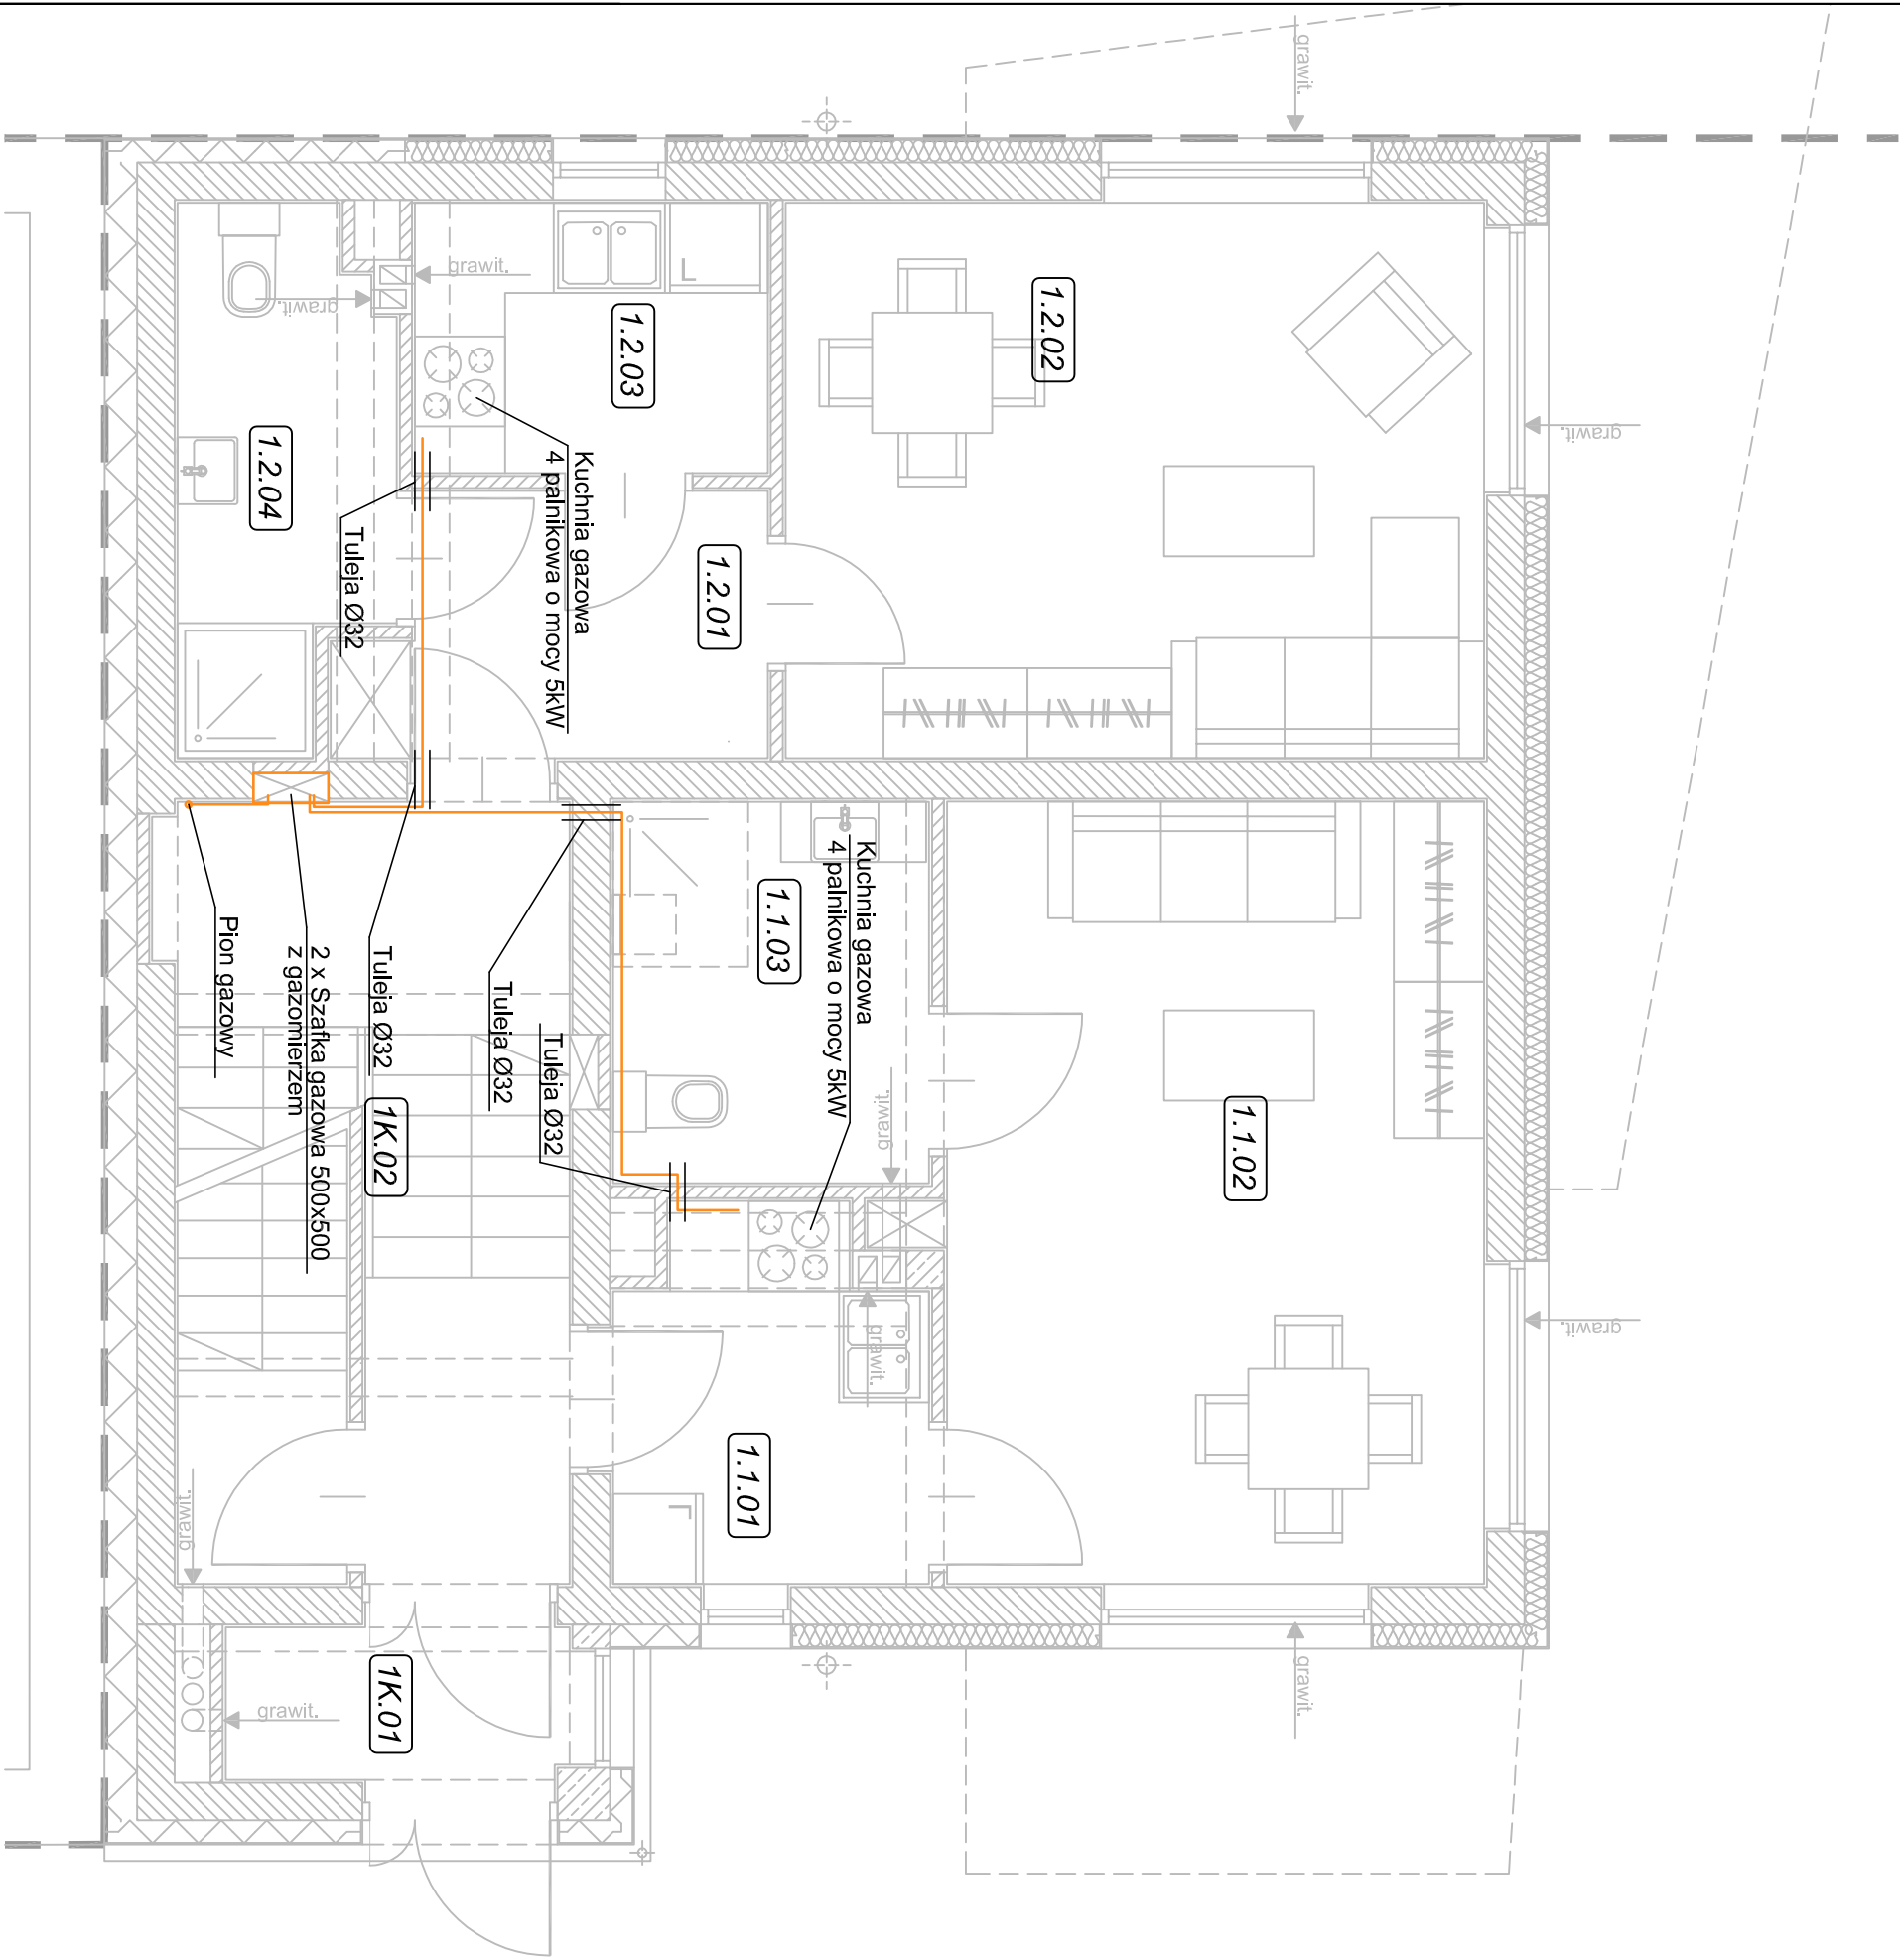 grawit.
grawit.
grawit.
1.2.03
1.2.02
grawit.
1.2.04
Kuchnia gazowa
4 palnikowa o mocy 5kW
Tuleja Ø32
1.2.01
Kuchnia gazowa
4 palnikowa o mocy 5kW
1.1.03
Pion gazowy
2 x Szafka gazowa 500x500
z gazomierzem
Tuleja Ø32
Tuleja Ø32
Tuleja Ø32
1K.02
grawit.
1.1.02
grawit.
grawit.
1.1.01
grawit.
1K.01
grawit.
grawit.
L
L